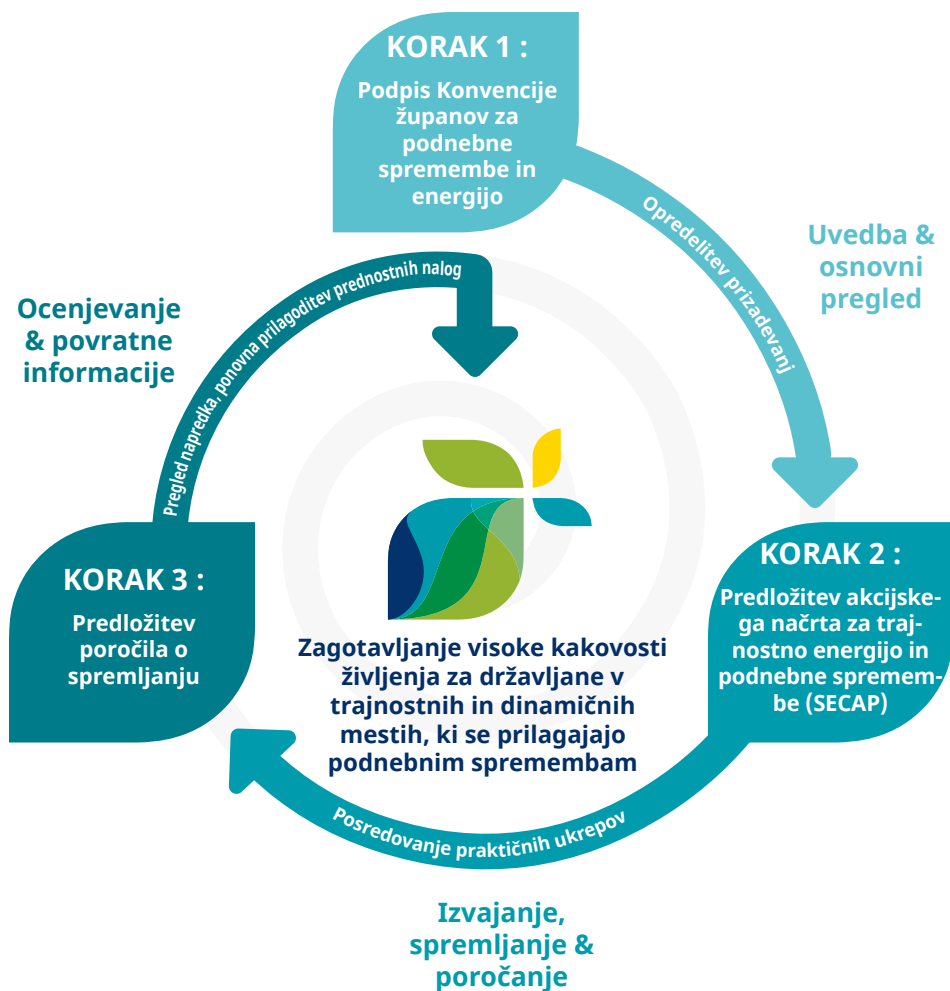 KORAK 1 :
Podpis Konvencije
županov za
podnebne
spremembe in
energijo
Opredelitev prizadevanj
Uvedba &
osnovni
pregled
KORAK 2 :
Predložitev akcijske-
ga načrta za traj-
nostno energijo in
podnebne spremem-
be (SECAP)
Posredovanje praktičnih ukrepov
Izvajanje,
spremljanje &
poročanje
KORAK 3 :
Predložitev
poročila o
spremljanju
Pregled napredka, ponovna prilagoditev prednostnih nalog
Ocenjevanje
& povratne
informacije
Zagotavljanje visoke kakovosti
življenja za državljane v
trajnostnih in dinamičnih
mestih, ki se prilagajajo
podnebnim spremembam